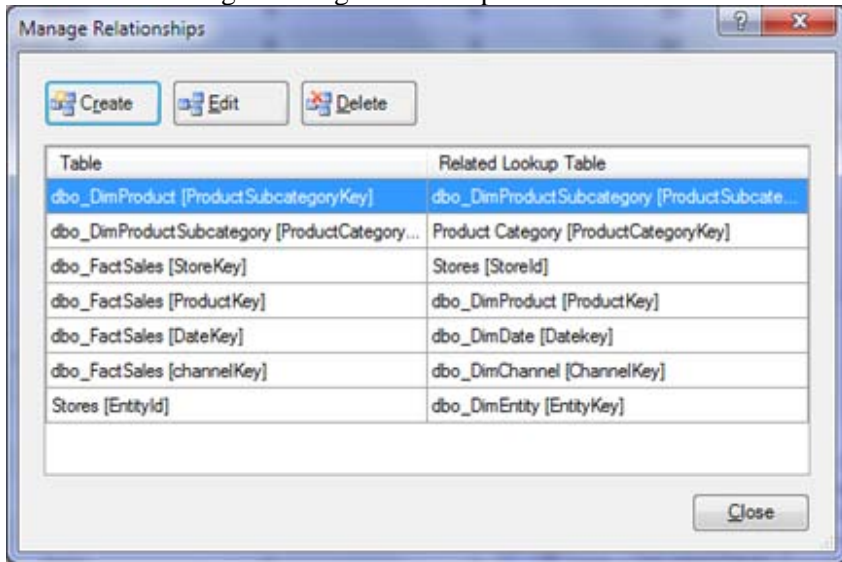 Manage Relationships
Create Edit Delete
Table Related Lookup Table
dbo_DimProduct [ProductSubcategoryKey] dbo_DimProductSubcategory [ProductSubcate...
dbo_DimProductSubcategory [ProductCategory... Product Category [ProductCategoryKey]
dbo_FactSales [StoreKey] Stores [StoreId]
dbo_FactSales [ProductKey] dbo_DimProduct [ProductKey]
dbo_FactSales [DateKey] dbo_DimDate [Datekey]
dbo_FactSales [channelKey] dbo_DimChannel [ChannelKey]
Stores [EntityId] dbo_DimEntity [EntityKey]
Close